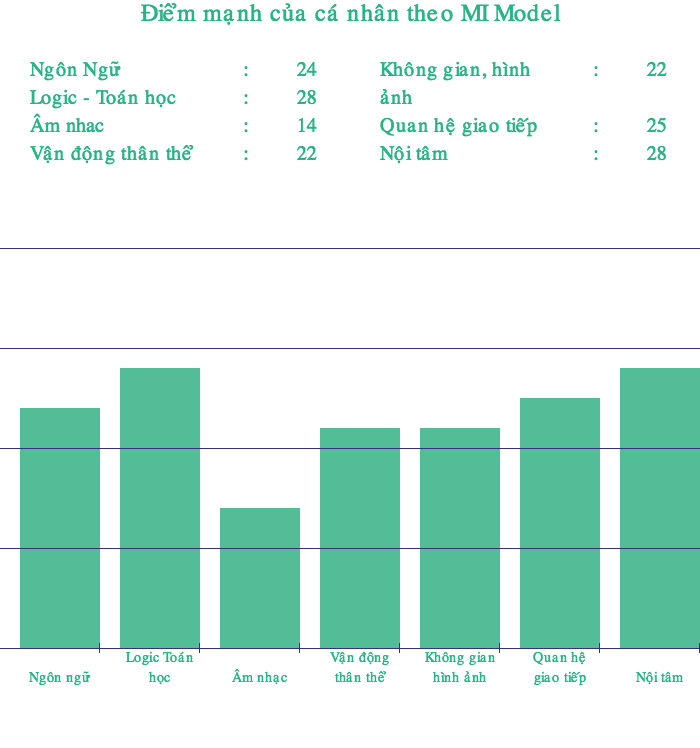 Điểm mạnh của cá nhân theo MI Model
Ngôn Ngữ : 24
Logic - Toán học : 28
Âm nhac : 14
Vận động thân thể : 22
Không gian, hình : 22
ảnh
Quan hệ giao tiếp : 25
Nội tâm : 28
Ngôn ngữ
Logic Toán
học
Âm nhạc
Vận động
thân thể
Không gian
hình ảnh
Quan hệ
giao tiếp
Nội tâm